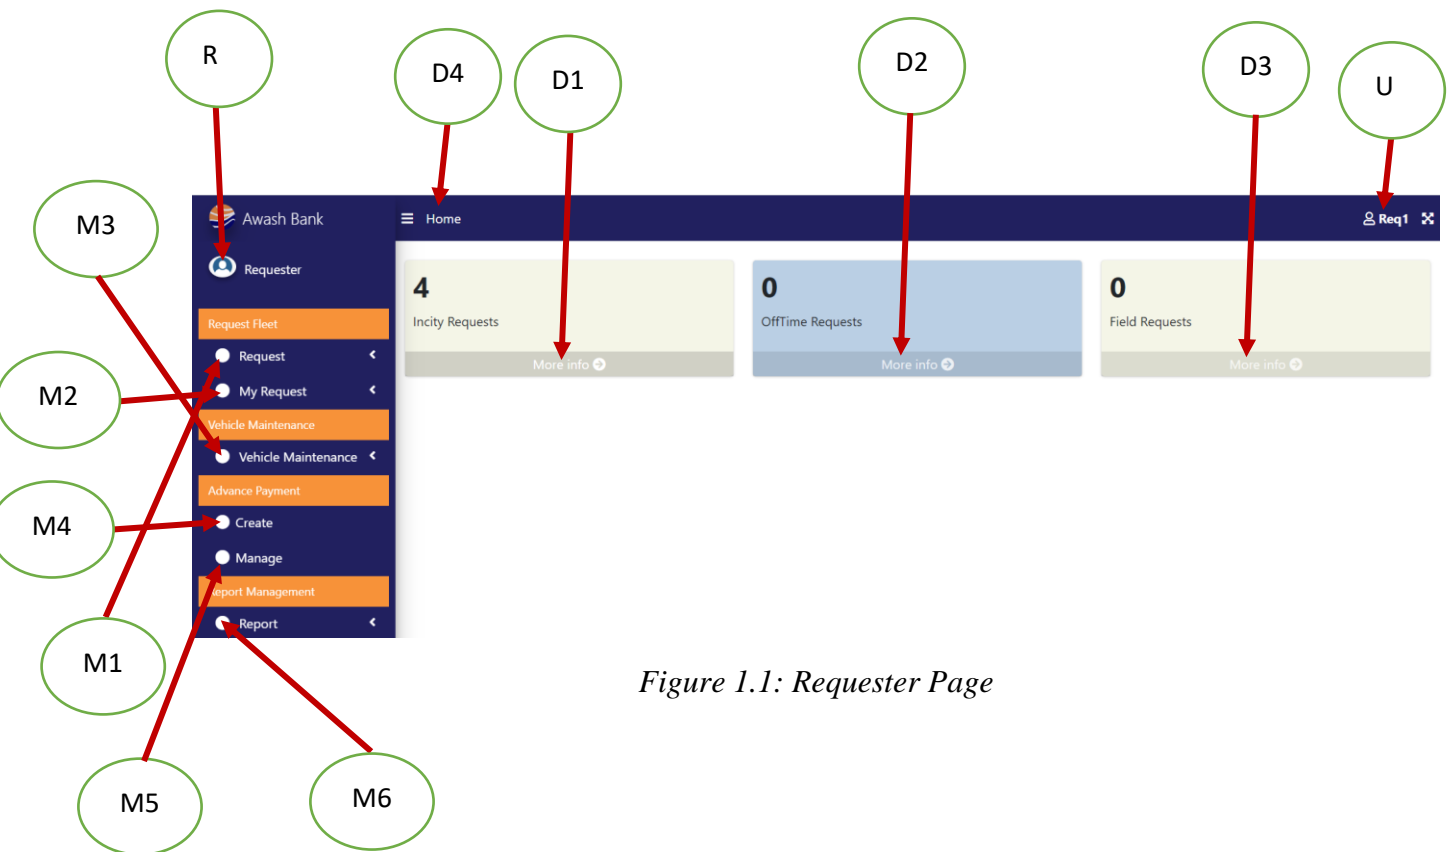 R
D4
D1
D2
D3
U
M3
Awash Bank
Home
Req1
Requester
4
0
0
Incity Requests
OffTime Requests
Field Requests
Request Fleet
More info
More info
More info
Request
M2
My Request
Vehicle Maintenance
Vehicle Maintenance
Advance Payment
M4
Create
Manage
Report Management
Report
M1
Figure 1.1: Requester Page
M5
M6